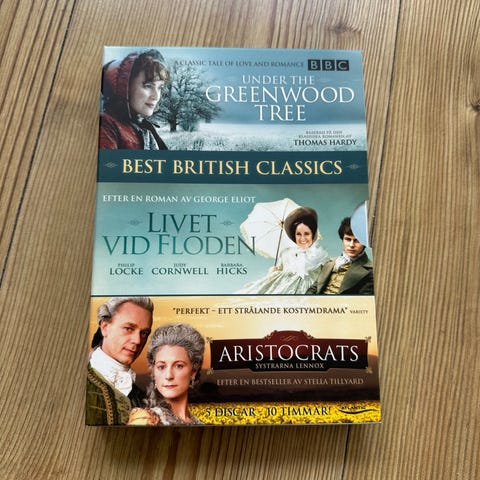 A CLASSIC TALE OF LOVE AND ROMANCE BBC
UNDER THE
GREENWOOD
TREE
BASERAD PÅ DEN
KLASSISKA ROMANEN AV
THOMAS HARDY
BEST BRITISH CLASSICS
EFTER EN ROMAN AV GEORGE ELIOT
LIVET
VID FLODEN
PHILIP LOCKE JUDY CORNWELL BARBARA HICKS
"PERFEKT - ETT STRÅLANDE KOSTYMDRAMA" VARIETY
ARISTOCRATS
SYSTRARNA LENNOX
EFTER EN BESTSELLER AV STELLA TILLYARD
5 DISCAR - 10 TIMMAR!
ATLANTIC